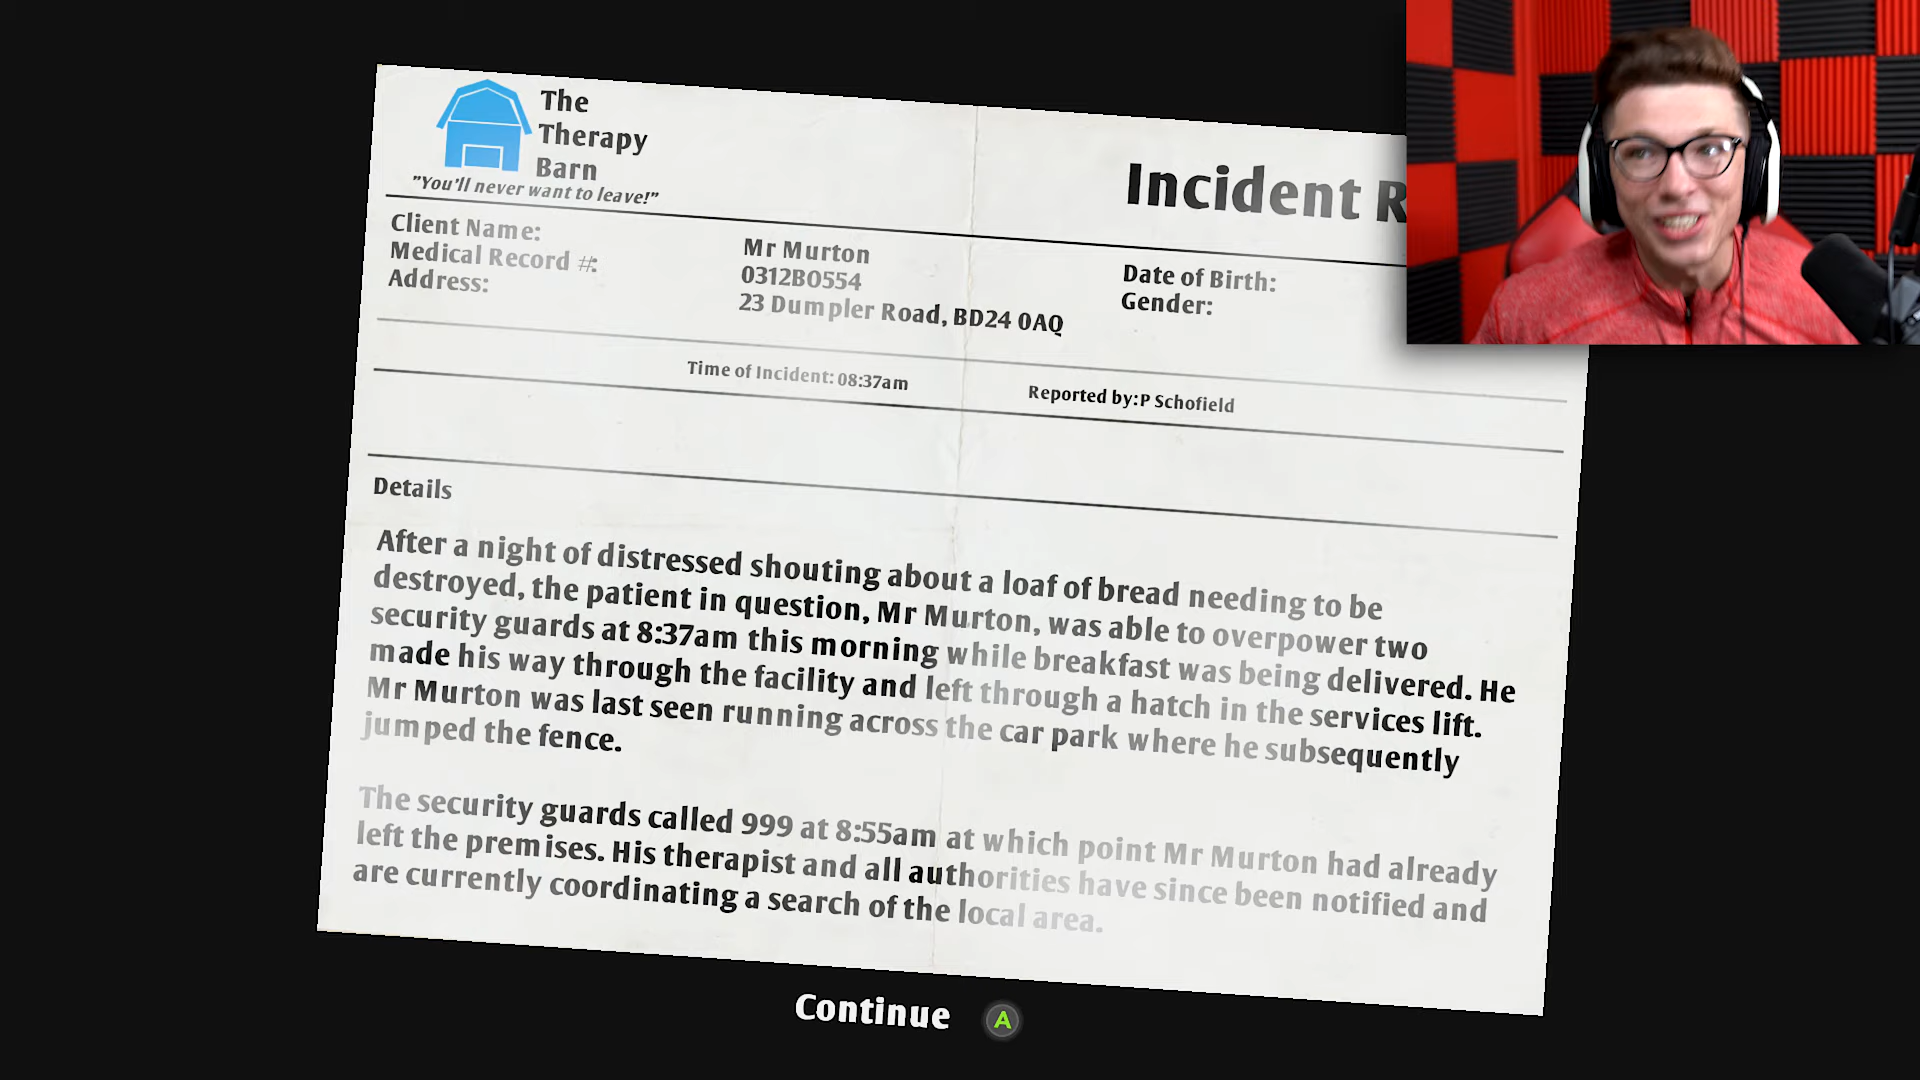 The
Therapy
Barn
"You'll never want to leave!"
Incident R
Client Name:
Mr Murton
Medical Record #:
0312B0554
Address:
23 Dumpler Road, BD24 0AQ
Date of Birth:
Gender:
Time of Incident: 08:37am
Reported by:P Schofield
Details
After a night of distressed shouting about a loaf of bread needing to be
destroyed, the patient in question, Mr Murton, was able to overpower two
security guards at 8:37am this morning while breakfast was being delivered. He
made his way through the facility and left through a hatch in the services lift.
Mr Murton was last seen running across the car park where he subsequently
jumped the fence.
The security guards called 999 at 8:55am at which point Mr Murton had already
left the premises. His therapist and all authorities have since been notified and
are currently coordinating a search of the local area.
Continue A